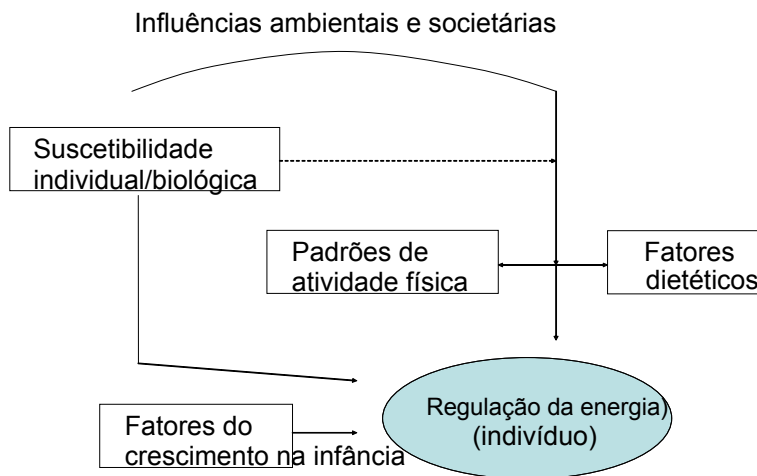 Influências ambientais e societárias
Suscetibilidade
individual/biológica
Padrões de
atividade física
Fatores
dietéticos
Regulação da energia)
(indivíduo)
Fatores do
crescimento na infância